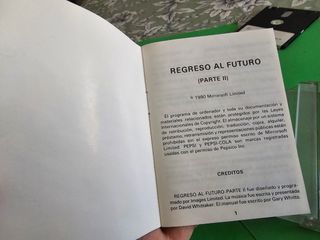 REGRESO AL FUTURO
(PARTE II)
© 1990 Mirrorsoft Limited
El programa de ordenador y toda su documentación y
materiales relacionados están protegidos por las Leyes
Internacionales de Copyright. El almacenaje por un sistema
de retribución, reproducción, traducción, copia, alquiler,
préstamo, retransmisión y representaciones públicas están
prohibidas sin el expreso permiso escrito de Mirrorsoft
Limited. PEPSI y PEPSI-COLA son marcas registradas
usadas con el permiso de Pepsico Inc.
CREDITOS
REGRESO AL FUTURO PARTE II fue diseñado y progra-
mado por Images Limited. La música fue escrita y presentada
por David Whittaker. El manual fue escrito por Gary Whitta.
1